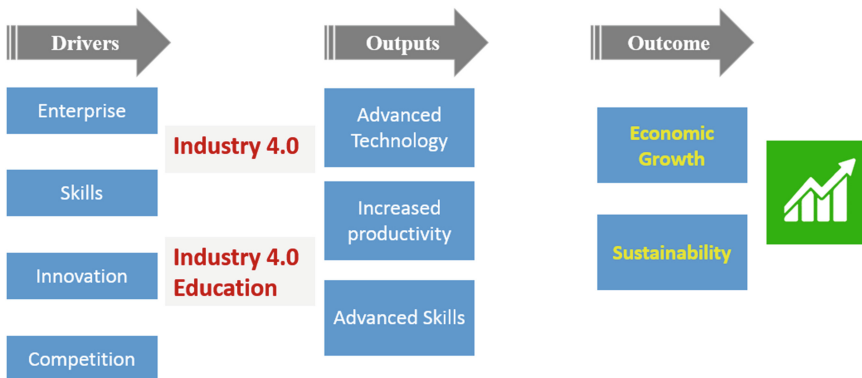 Drivers
Outputs
Outcome
Enterprise
Skills
Innovation
Competition
Industry 4.0
Industry 4.0
Education
Advanced
Technology
Increased
productivity
Advanced Skills
Economic
Growth
Sustainability